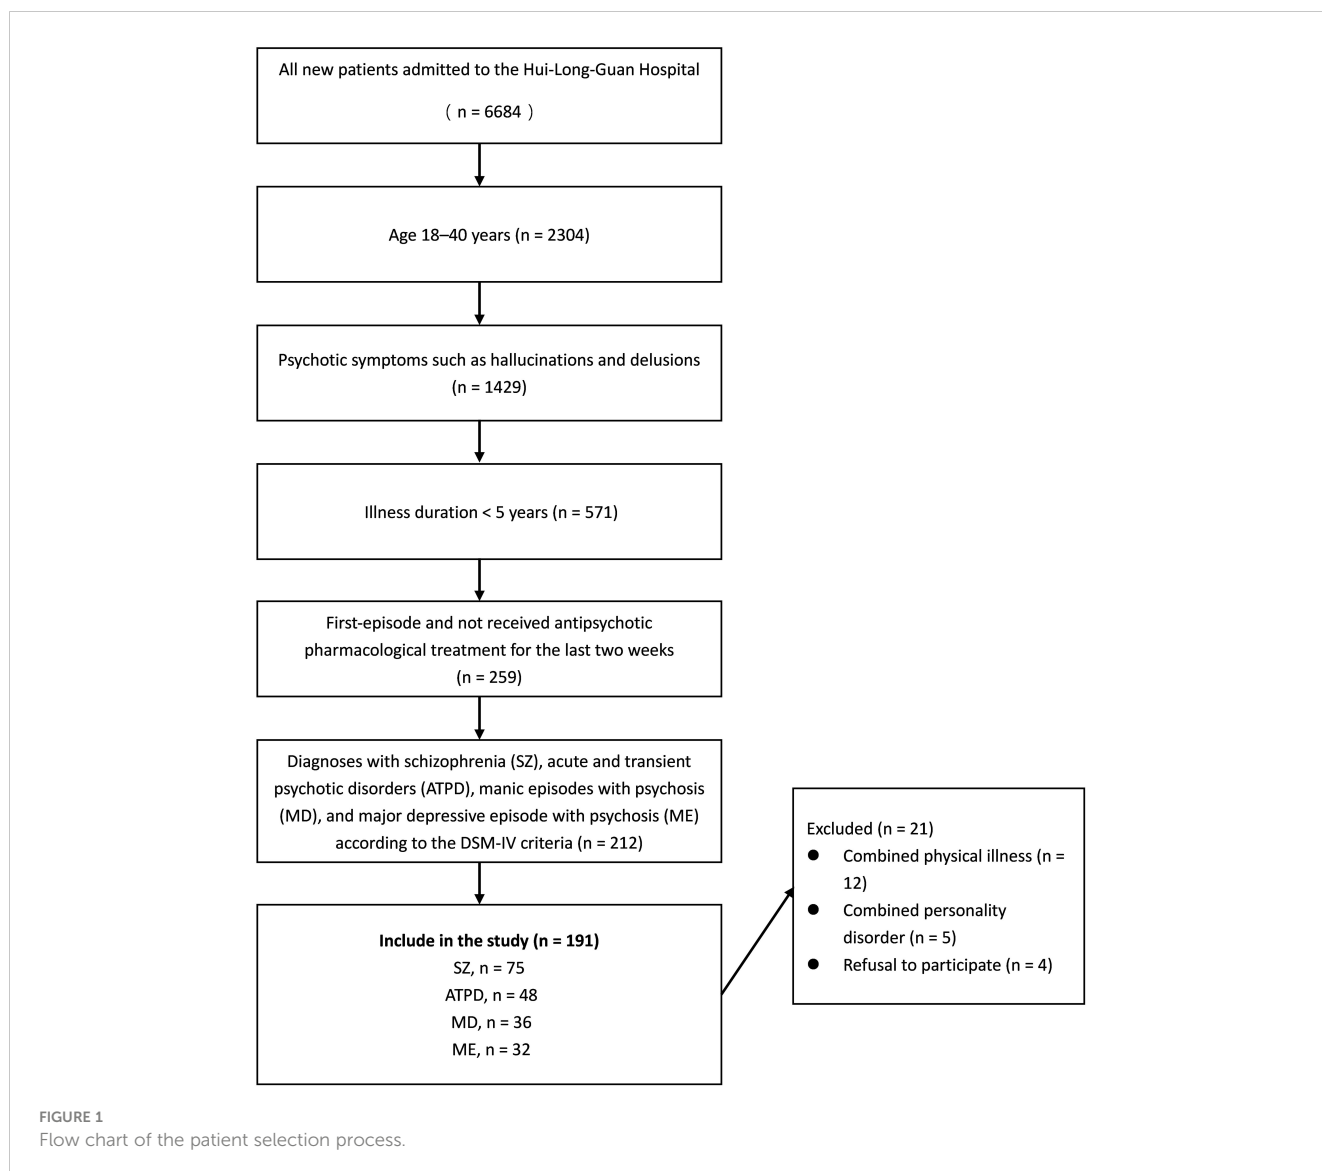 All new patients admitted to the Hui-Long-Guan Hospital
（ n = 6684 ）
Age 18–40 years (n = 2304)
Psychotic symptoms such as hallucinations and delusions
(n = 1429)
Illness duration < 5 years (n = 571)
First-episode and not received antipsychotic
pharmacological treatment for the last two weeks
(n = 259)
Diagnoses with schizophrenia (SZ), acute and transient
psychotic disorders (ATPD), manic episodes with psychosis
(MD), and major depressive episode with psychosis (ME)
according to the DSM-IV criteria (n = 212)
Excluded (n = 21)
● Combined physical illness (n =
12)
● Combined personality
disorder (n = 5)
● Refusal to participate (n = 4)
Include in the study (n = 191)
SZ, n = 75
ATPD, n = 48
MD, n = 36
ME, n = 32
FIGURE 1
Flow chart of the patient selection process.